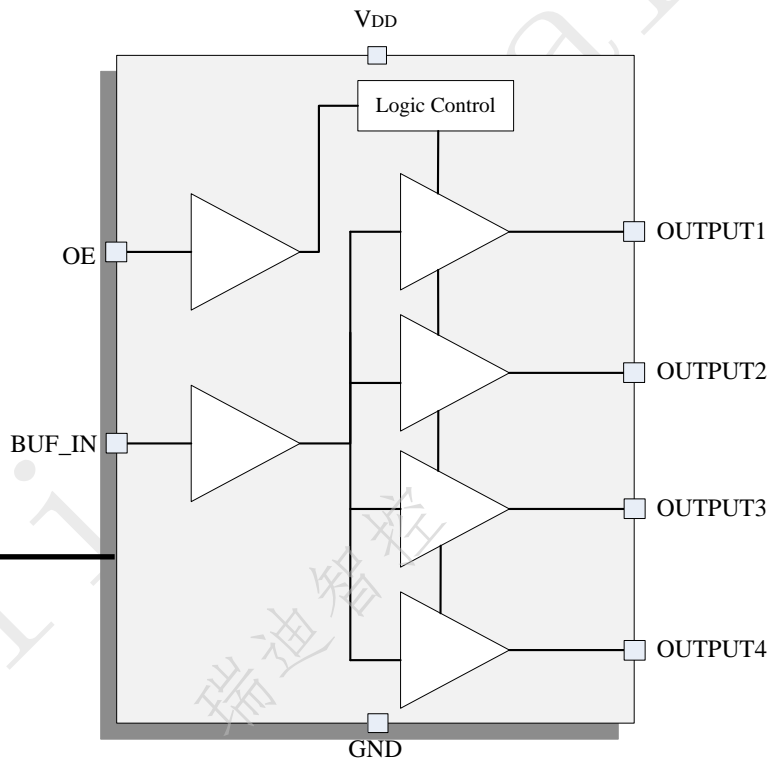 VDD
Logic Control
OE
OUTPUT1
OUTPUT2
BUF_IN
OUTPUT3
OUTPUT4
GND
瑞迪智控